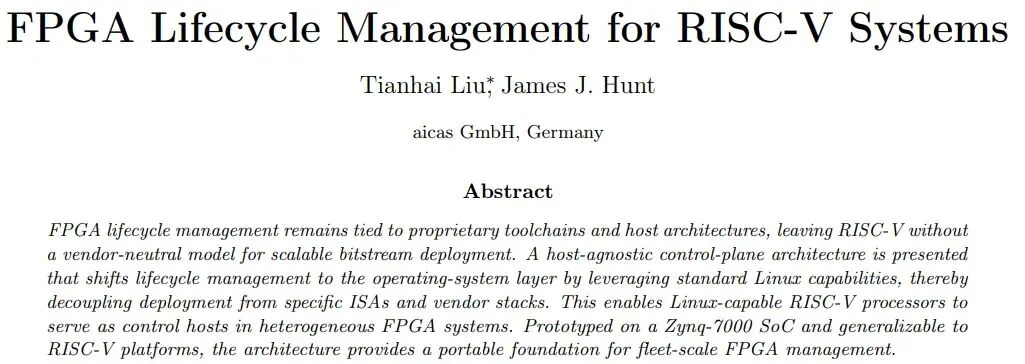 FPGA Lifecycle Management for RISC-V Systems
Tianhai Liu*, James J. Hunt
aicas GmbH, Germany
Abstract
FPGA lifecycle management remains tied to proprietary toolchains and host architectures, leaving RISC-V without
a vendor-neutral model for scalable bitstream deployment. A host-agnostic control-plane architecture is presented
that shifts lifecycle management to the operating-system layer by leveraging standard Linux capabilities, thereby
decoupling deployment from specific ISAs and vendor stacks. This enables Linux-capable RISC-V processors to
serve as control hosts in heterogeneous FPGA systems. Prototyped on a Zynq-7000 SoC and generalizable to
RISC-V platforms, the architecture provides a portable foundation for fleet-scale FPGA management.